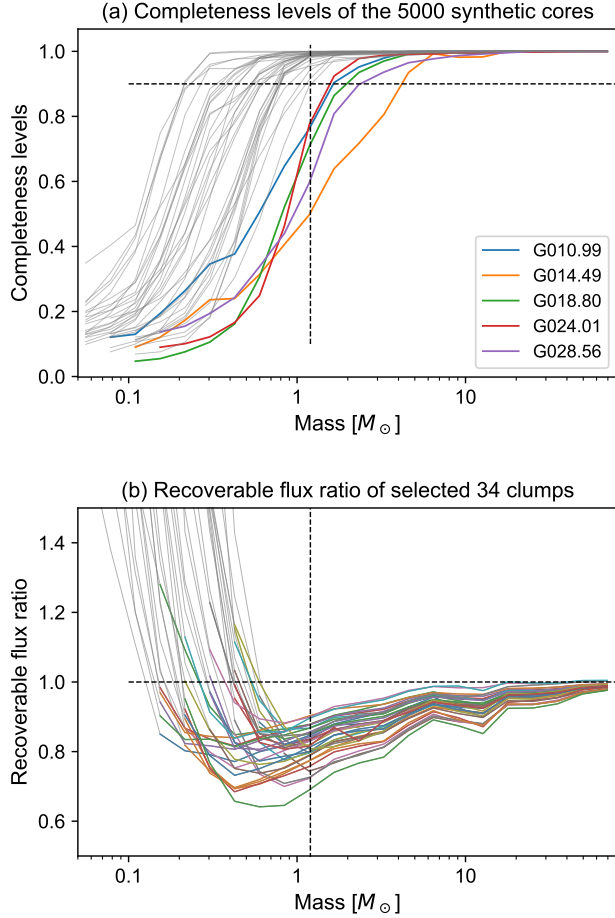 (a) Completeness levels of the 5000 synthetic cores
1.0
0.8
0.6
0.4
0.2
0.0
Completeness levels
G010.99
G014.49
G018.80
G024.01
G028.56
0.1
1
10
Mass [M⊙]
(b) Recoverable flux ratio of selected 34 clumps
1.4
1.2
1.0
0.8
0.6
Recoverable flux ratio
0.1
1
10
Mass [M⊙]